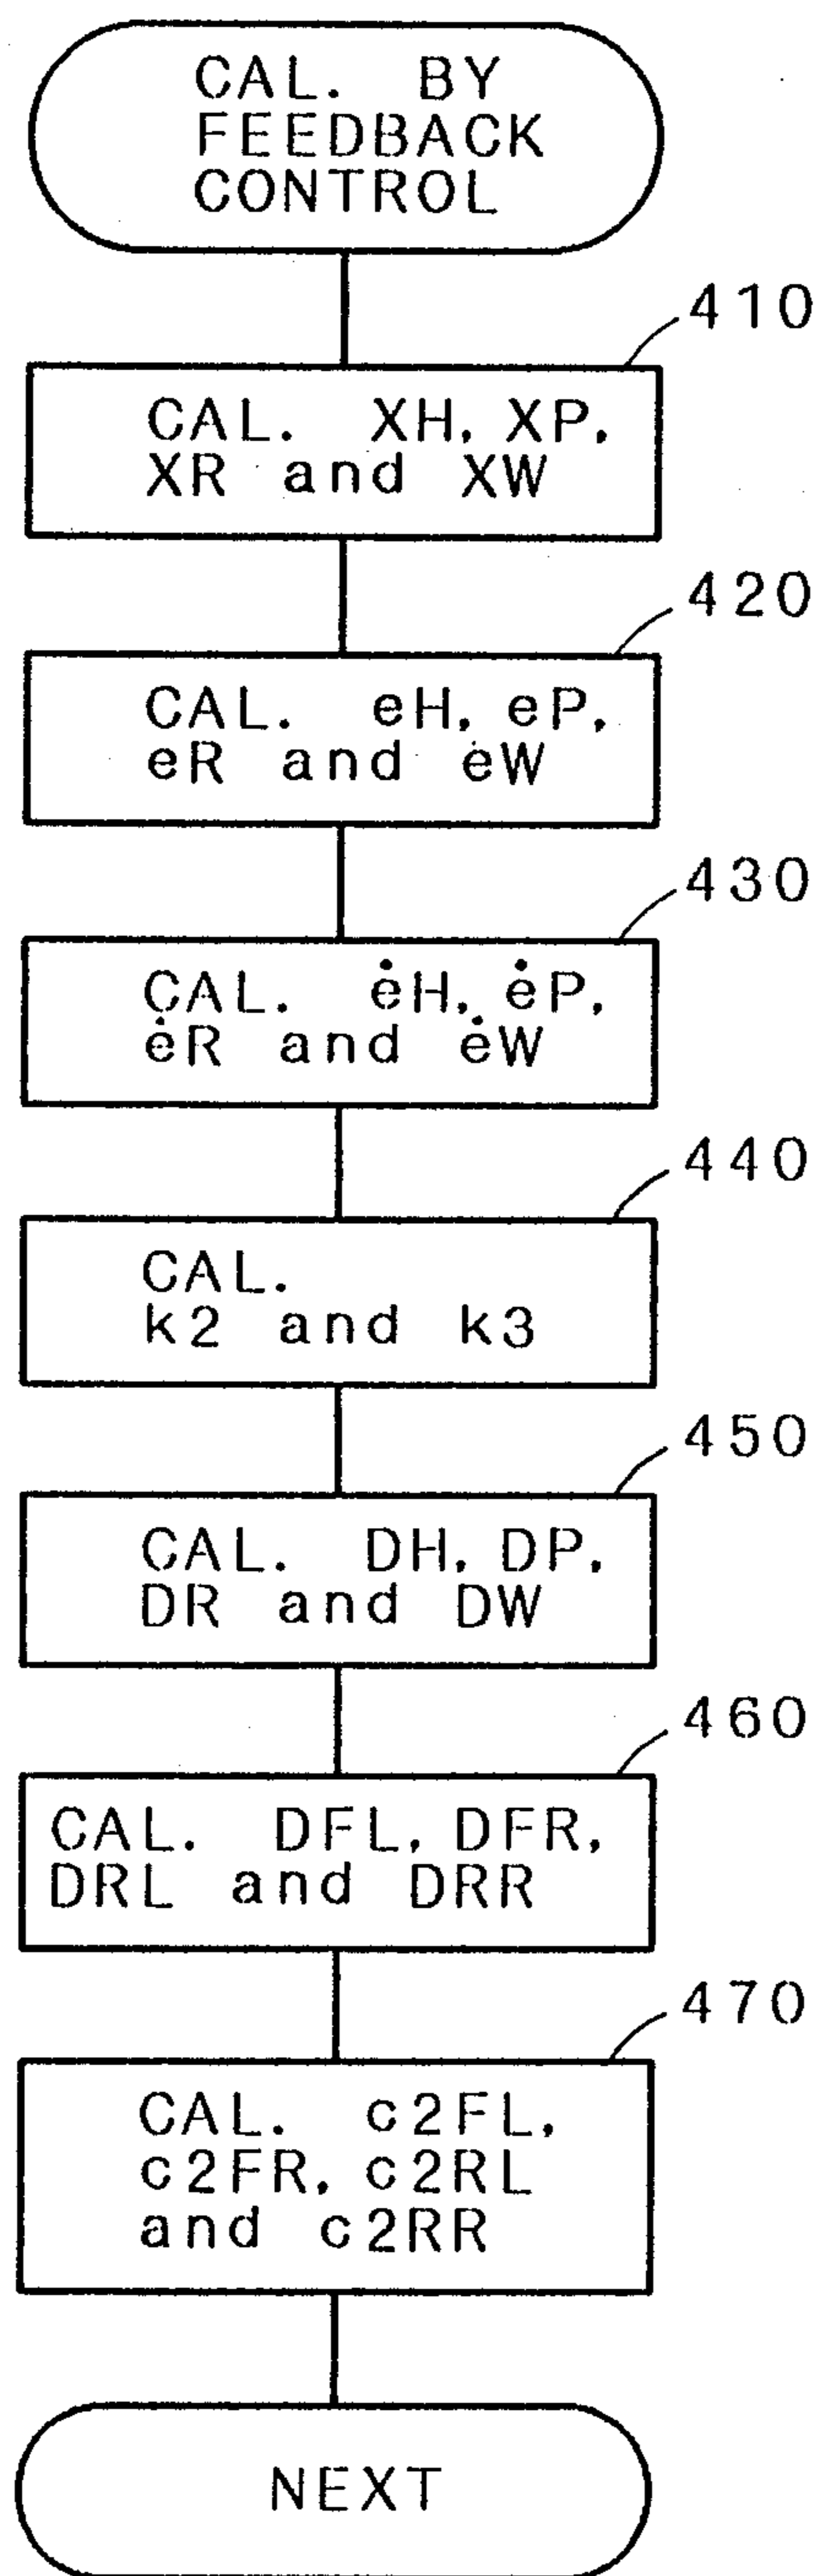 CAL. BY
FEEDBACK
CONTROL
410
CAL. XH, XP,
XR and XW
420
CAL. eH, eP,
eR and eW
430
CAL. ėH, ėP,
ėR and ėW
440
CAL.
k2 and k3
450
CAL. DH, DP,
DR and DW
460
CAL. DFL, DFR,
DRL and DRR
470
CAL. c2FL,
c2FR, c2RL
and c2RR
NEXT